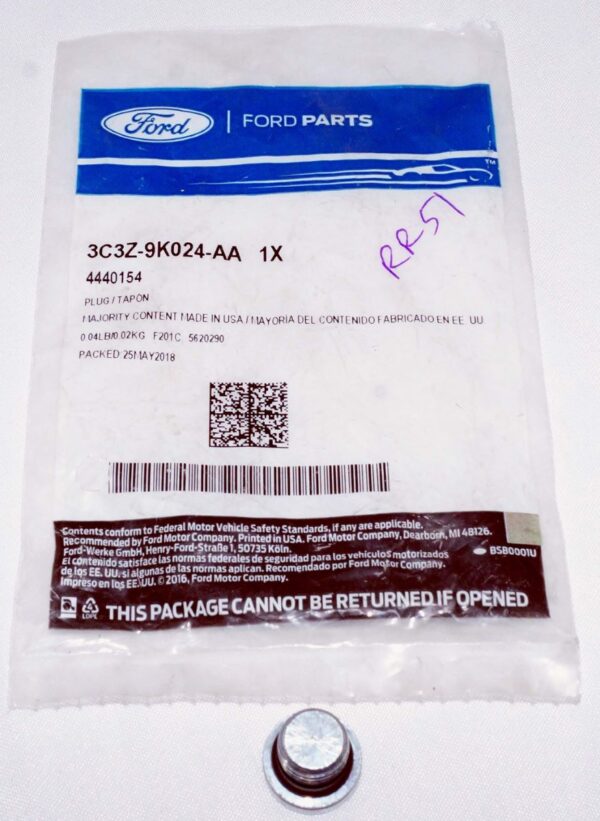 Ford | FORD PARTS
™
RR51
3C3Z-9K024-AA 1X
4440154
PLUG / TAPON
MAJORITY CONTENT MADE IN USA / MAYORIA DEL CONTENIDO FABRICADO EN EE UU
0.04LB/0.02KG F201C 5620290
PACKED:25MAY2018
Contents conform to Federal Motor Vehicle Safety Standards, if any are applicable.
Recommended by Ford Motor Company. Printed in USA. Ford Motor Company, Dearborn, MI 48126.
Ford-Werke GmbH, Henry-Ford-Straße 1, 50735 Köln.
El contenido satisface las normas federales de seguridad para los vehículos motorizados
de los EE.UU. si algunas de las normas aplican. Recomendado por Ford Motor Company.
Impreso en los EE.UU. © 2016, Ford Motor Company.
BSB0001U
LDPE
THIS PACKAGE CANNOT BE RETURNED IF OPENED